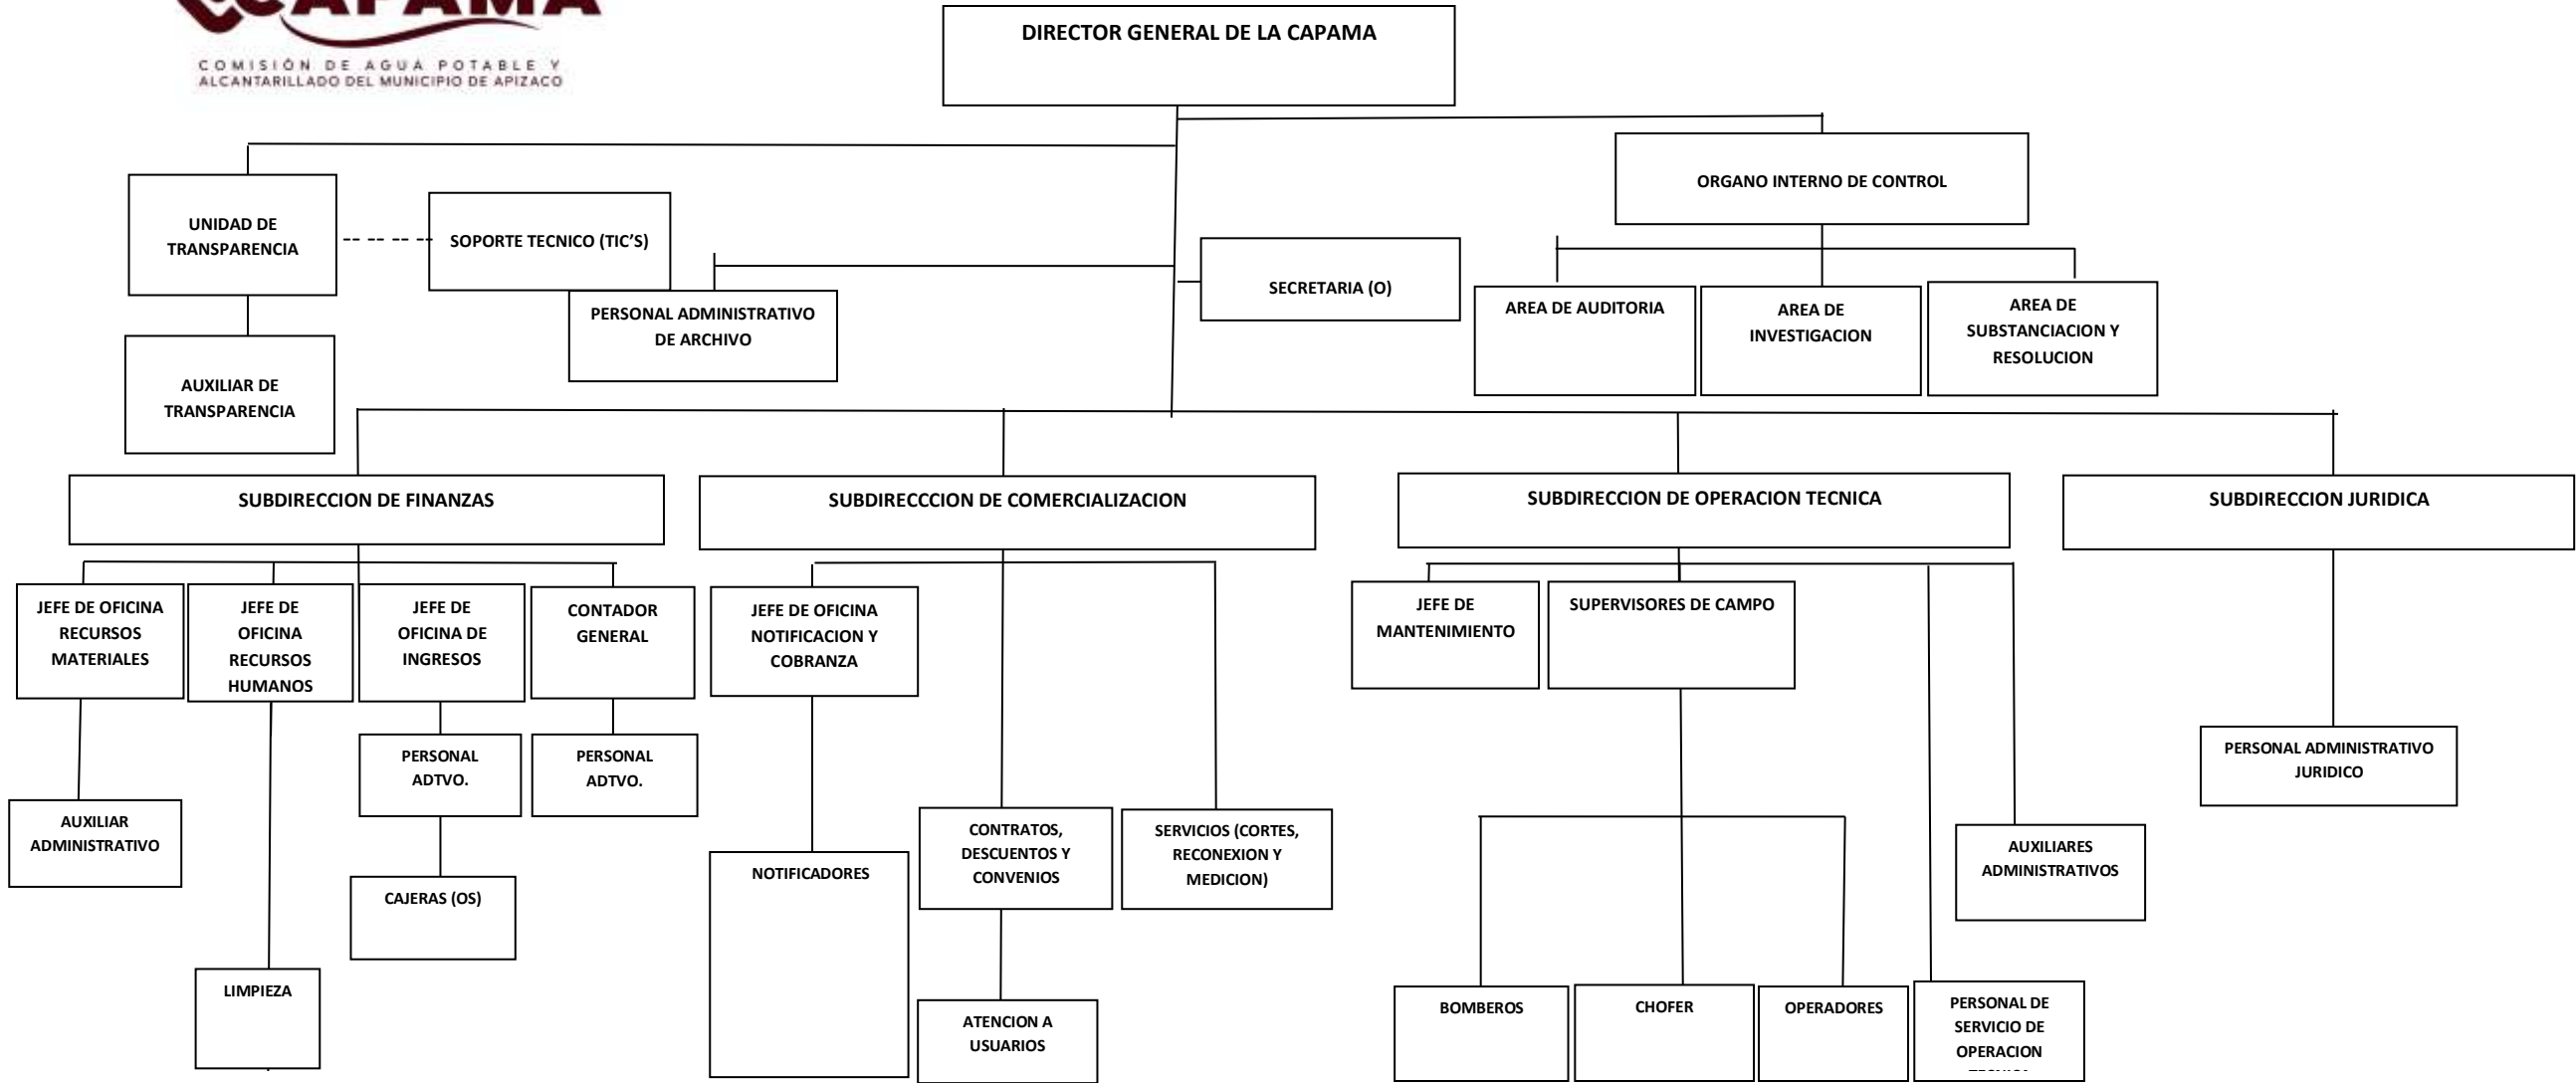 CAPAMA
COMISIÓN DE AGUA POTABLE Y
ALCANTARILLADO DEL MUNICIPIO DE APIZACO
DIRECTOR GENERAL DE LA CAPAMA
ORGANO INTERNO DE CONTROL
UNIDAD DE
TRANSPARENCIA
SOPORTE TECNICO (TIC'S)
SECRETARIA (O)
PERSONAL ADMINISTRATIVO
DE ARCHIVO
AREA DE AUDITORIA
AREA DE
INVESTIGACION
AREA DE
SUBSTANCIACION Y
RESOLUCION
AUXILIAR DE
TRANSPARENCIA
SUBDIRECCION DE FINANZAS
SUBDIRECCCION DE COMERCIALIZACION
SUBDIRECCION DE OPERACION TECNICA
SUBDIRECCION JURIDICA
JEFE DE OFICINA
RECURSOS
MATERIALES
JEFE DE
OFICINA
RECURSOS
HUMANOS
JEFE DE
OFICINA DE
INGRESOS
CONTADOR
GENERAL
JEFE DE OFICINA
NOTIFICACION Y
COBRANZA
JEFE DE
MANTENIMIENTO
SUPERVISORES DE CAMPO
PERSONAL
ADTVO.
PERSONAL
ADTVO.
PERSONAL ADMINISTRATIVO
JURIDICO
AUXILIAR
ADMINISTRATIVO
CONTRATOS,
DESCUENTOS Y
CONVENIOS
SERVICIOS (CORTES,
RECONEXION Y
MEDICION)
AUXILIARES
ADMINISTRATIVOS
CAJERAS (OS)
NOTIFICADORES
LIMPIEZA
ATENCION A
USUARIOS
BOMBEROS
CHOFER
OPERADORES
PERSONAL DE
SERVICIO DE
OPERACION